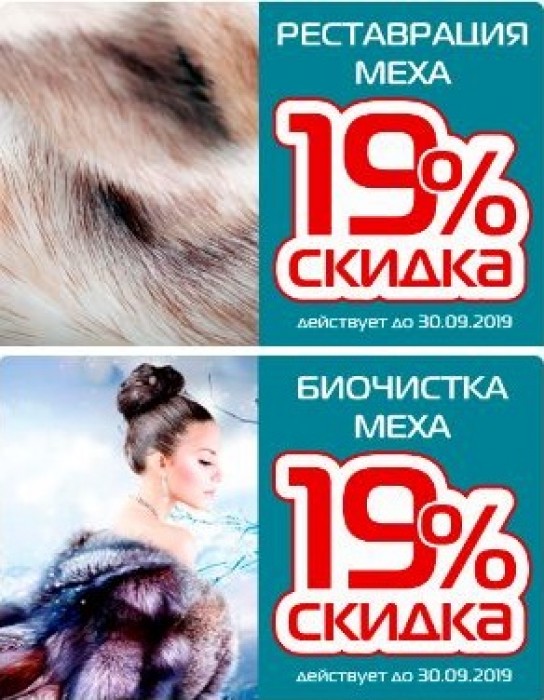 РЕСТАВРАЦИЯ
МЕХА
19%
СКИДКА
действует до 30.09.2019
БИОЧИСТКА
МЕХА
19%
СКИДКА
действует до 30.09.2019